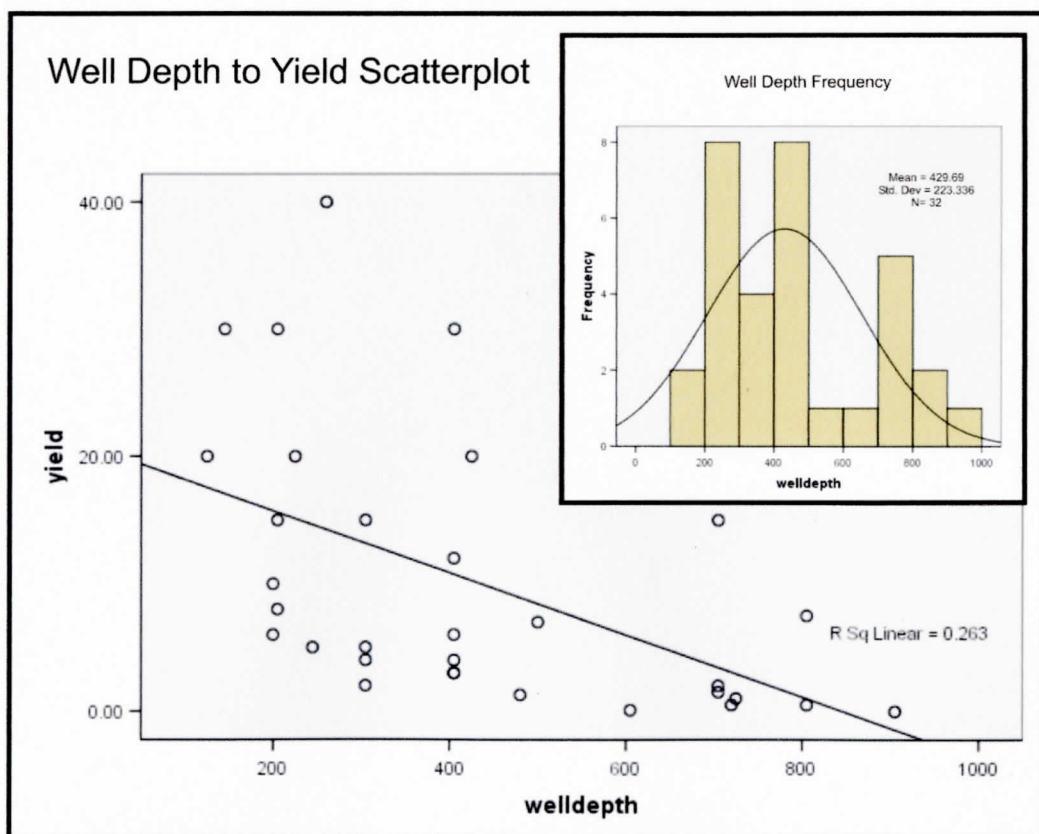 Well Depth to Yield Scatterplot
Well Depth Frequency
Mean = 429.69
Std. Dev = 223.336
N= 32
8
6
4
2
0
Frequency
0 200 400 600 800 1000
welldepth
40.00
20.00
0.00
yield
R Sq Linear = 0.263
200 400 600 800 1000
welldepth